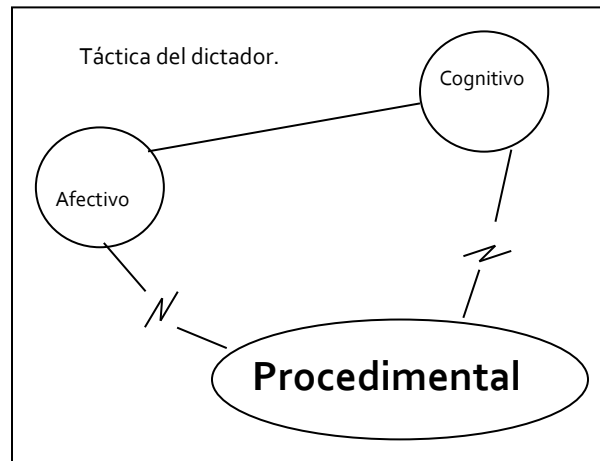 Táctica del dictador.
Cognitivo
Afectivo
Procedimental